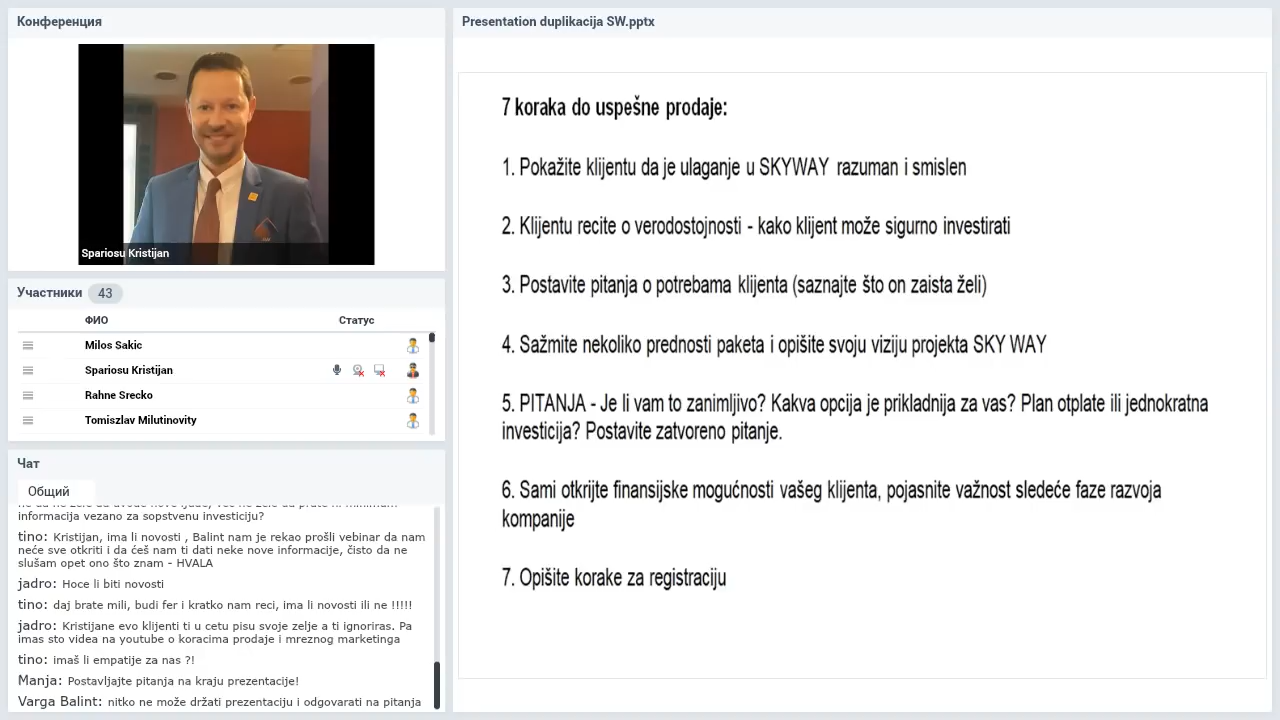 Конференция
Spariosu Kristijan
Участники 43
ФИО Статус
Milos Sakic
Spariosu Kristijan
Rahne Srecko
Tomiszlav Milutinovity
Чат
Общий
informacija vezano za sopstvenu investiciju?
tino: Kristijan, ima li novosti , Balint nam je rekao prošli vebinar da nam
neće sve otkriti i da ćeš nam ti dati neke nove informacije, čisto da ne
slušam opet ono što znam - HVALA
jadro: Hoce li biti novosti
tino: daj brate mili, budi fer i kratko nam reci, ima li novosti ili ne !!!!!
jadro: Kristijane evo klijenti ti u cetu pisu svoje zelje a ti ignoriras. Pa
imas sto videa na youtube o koracima prodaje i mreznog marketinga
tino: imaš li empatije za nas ?!
Manja: Postavljajte pitanja na kraju prezentacije!
Varga Balint: nitko ne može držati prezentaciju i odgovarati na pitanja
Presentation duplikacija SW.pptx
7 koraka do uspešne prodaje:
1. Pokažite klijentu da je ulaganje u SKYWAY razuman i smislen
2. Klijentu recite o verodostojnosti - kako klijent može sigurno investirati
3. Postavite pitanja o potrebama klijenta (saznajte što on zaista želi)
4. Sažmite nekoliko prednosti paketa i opišite svoju viziju projekta SKY WAY
5. PITANJA - Je li vam to zanimljivo? Kakva opcija je prikladnija za vas? Plan otplate ili jednokratna
investicija? Postavite zatvoreno pitanje.
6. Sami otkrijte finansijske mogućnosti vašeg klijenta, pojasnite važnost sledeće faze razvoja
kompanije
7. Opišite korake za registraciju